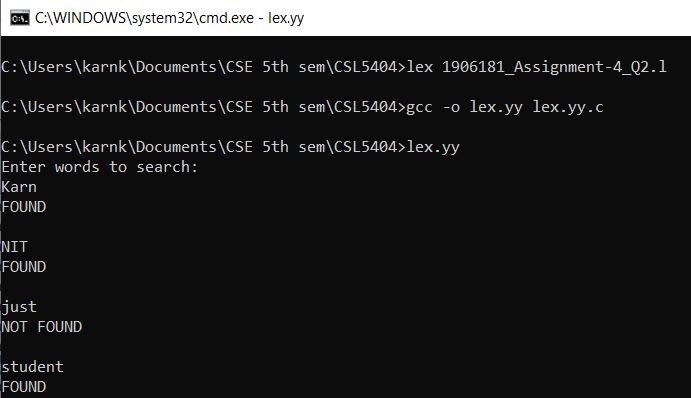 C:\WINDOWS\system32\cmd.exe - lex.yy
C:\Users\karnk\Documents\CSE 5th sem\CSL5404>lex 1906181_Assignment-4_Q2.l
C:\Users\karnk\Documents\CSE 5th sem\CSL5404>gcc -o lex.yy lex.yy.c
C:\Users\karnk\Documents\CSE 5th sem\CSL5404>lex.yy
Enter words to search:
Karn
FOUND
NIT
FOUND
just
NOT FOUND
student
FOUND